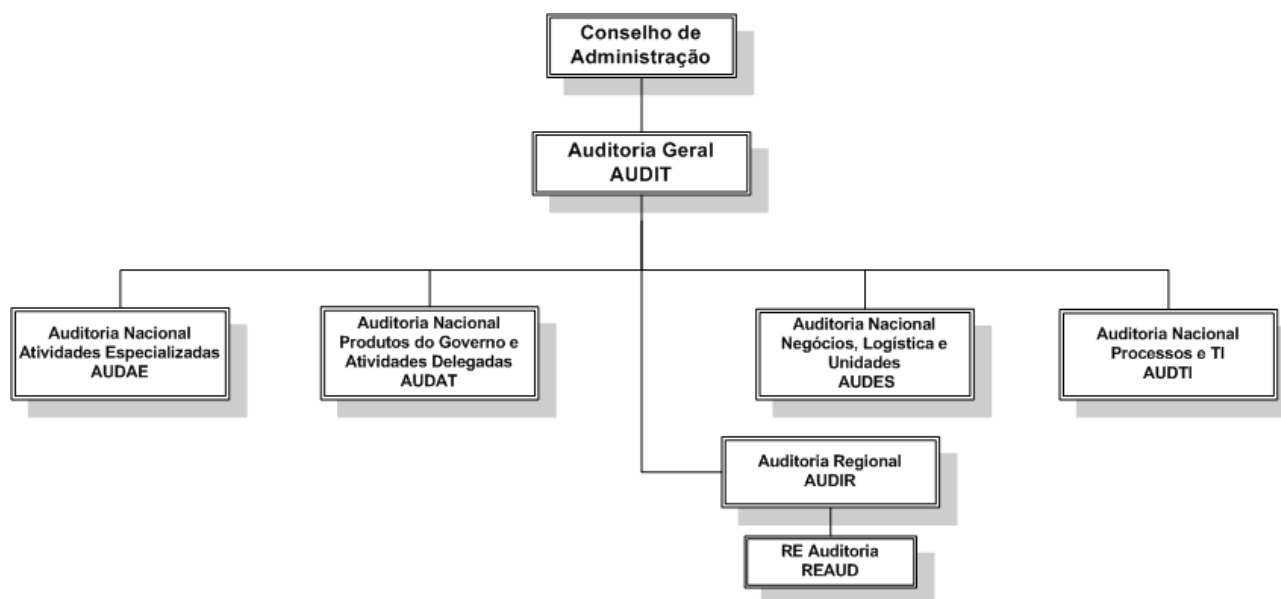 Conselho de
Administração
Auditoria Geral
AUDIT
Auditoria Nacional
Atividades Especializadas
AUDAE
Auditoria Nacional
Produtos do Governo e
Atividades Delegadas
AUDAT
Auditoria Nacional
Negócios, Logística e
Unidades
AUDES
Auditoria Nacional
Processos e TI
AUDTI
Auditoria Regional
AUDIR
RE Auditoria
REAUD